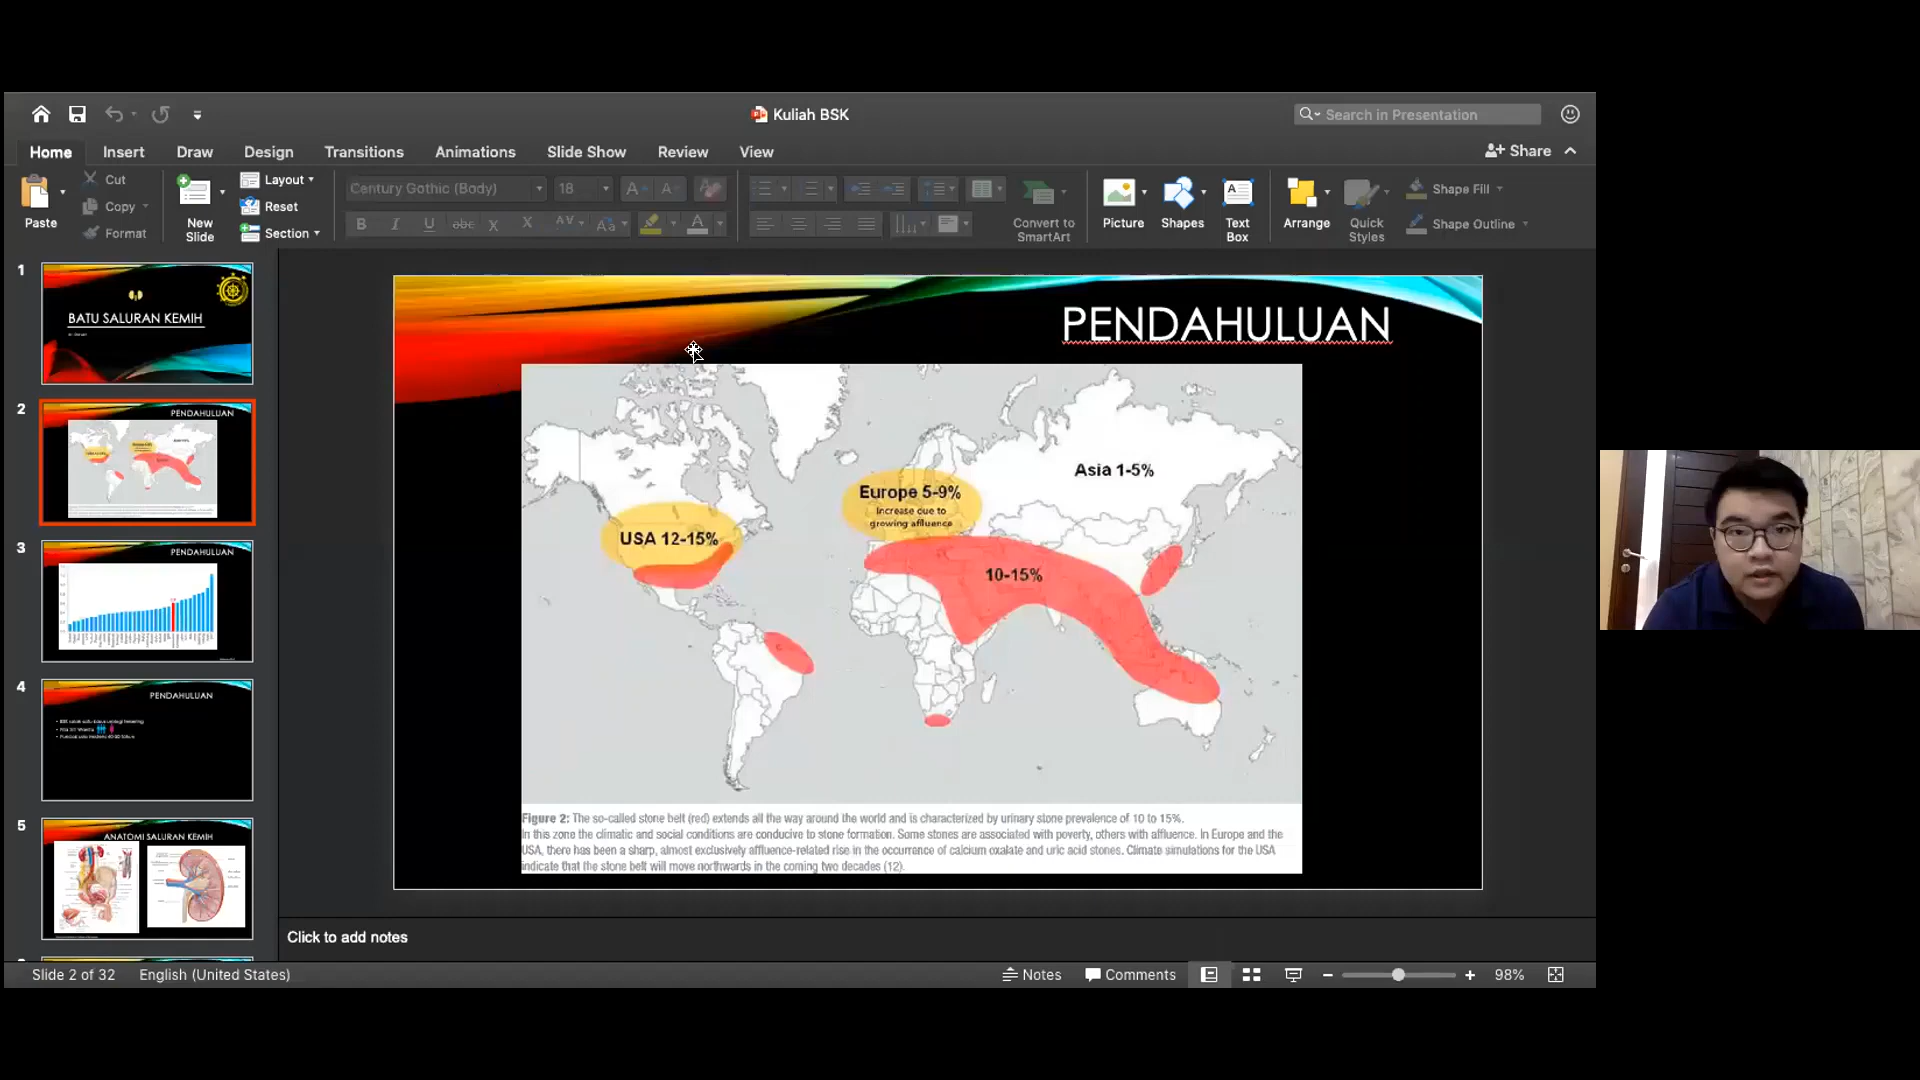 Kuliah BSK
Search in Presentation
Home Insert Draw Design Transitions Animations Slide Show Review View
Share
Paste
Cut
Copy
Format
New
Slide
Layout
Reset
Section
Century Gothic (Body) 18
Convert to
SmartArt
Picture
Shapes
Text
Box
Arrange
Quick
Styles
Shape Fill
Shape Outline
1
BATU SALURAN KEMIH
2
PENDAHULUAN
3
PENDAHULUAN
4
PENDAHULUAN
5
ANATOMI SALURAN KEMIH
PENDAHULUAN
Asia 1-5%
Europe 5-9%
Increase due to
growing affluence
USA 12-15%
10-15%
Figure 2: The so-called stone belt (red) extends all the way around the world and is characterized by urinary stone prevalence of 10 to 15%.
In this zone the climatic and social conditions are conducive to stone formation. Some stones are associated with poverty, others with affluence. In Europe and the
USA, there has been a sharp, almost exclusively affluence-related rise in the occurrence of calcium oxalate and uric acid stones. Climate simulations for the USA
indicate that the stone belt will move northwards in the coming two decades (12).
Click to add notes
Slide 2 of 32 English (United States)
Notes Comments 98%